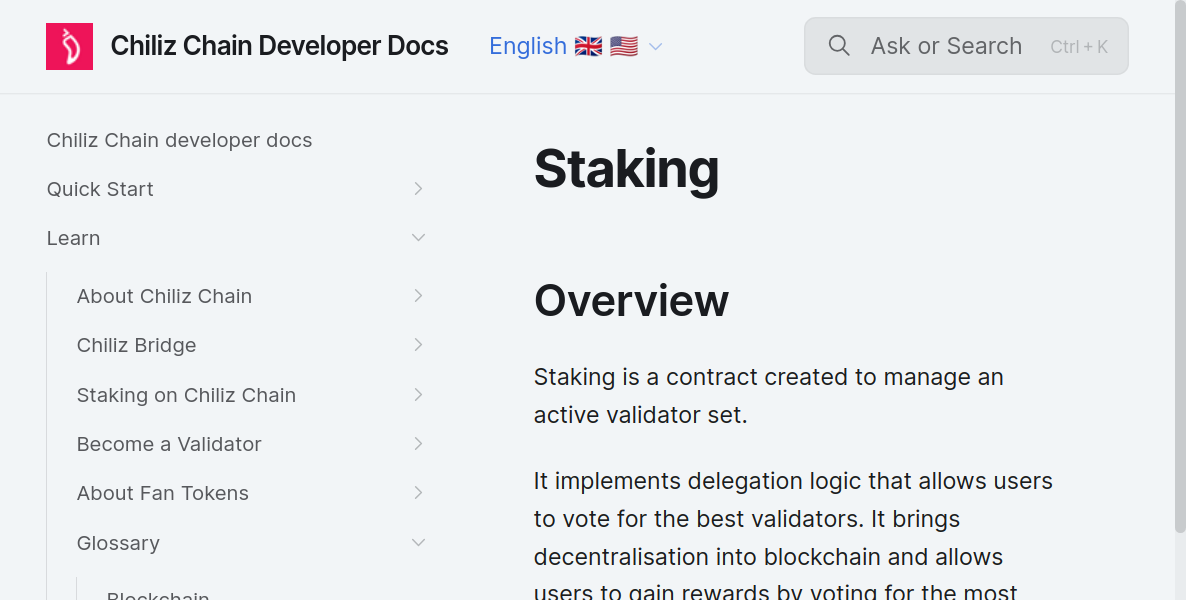 Chiliz Chain Developer Docs
English 🇬🇧 🇺🇸
Ask or Search Ctrl + K
Chiliz Chain developer docs
Quick Start
Learn
About Chiliz Chain
Chiliz Bridge
Staking on Chiliz Chain
Become a Validator
About Fan Tokens
Glossary
Blockchain
Staking
Overview
Staking is a contract created to manage an
active validator set.
It implements delegation logic that allows users
to vote for the best validators. It brings
decentralisation into blockchain and allows
users to gain rewards by voting for the most